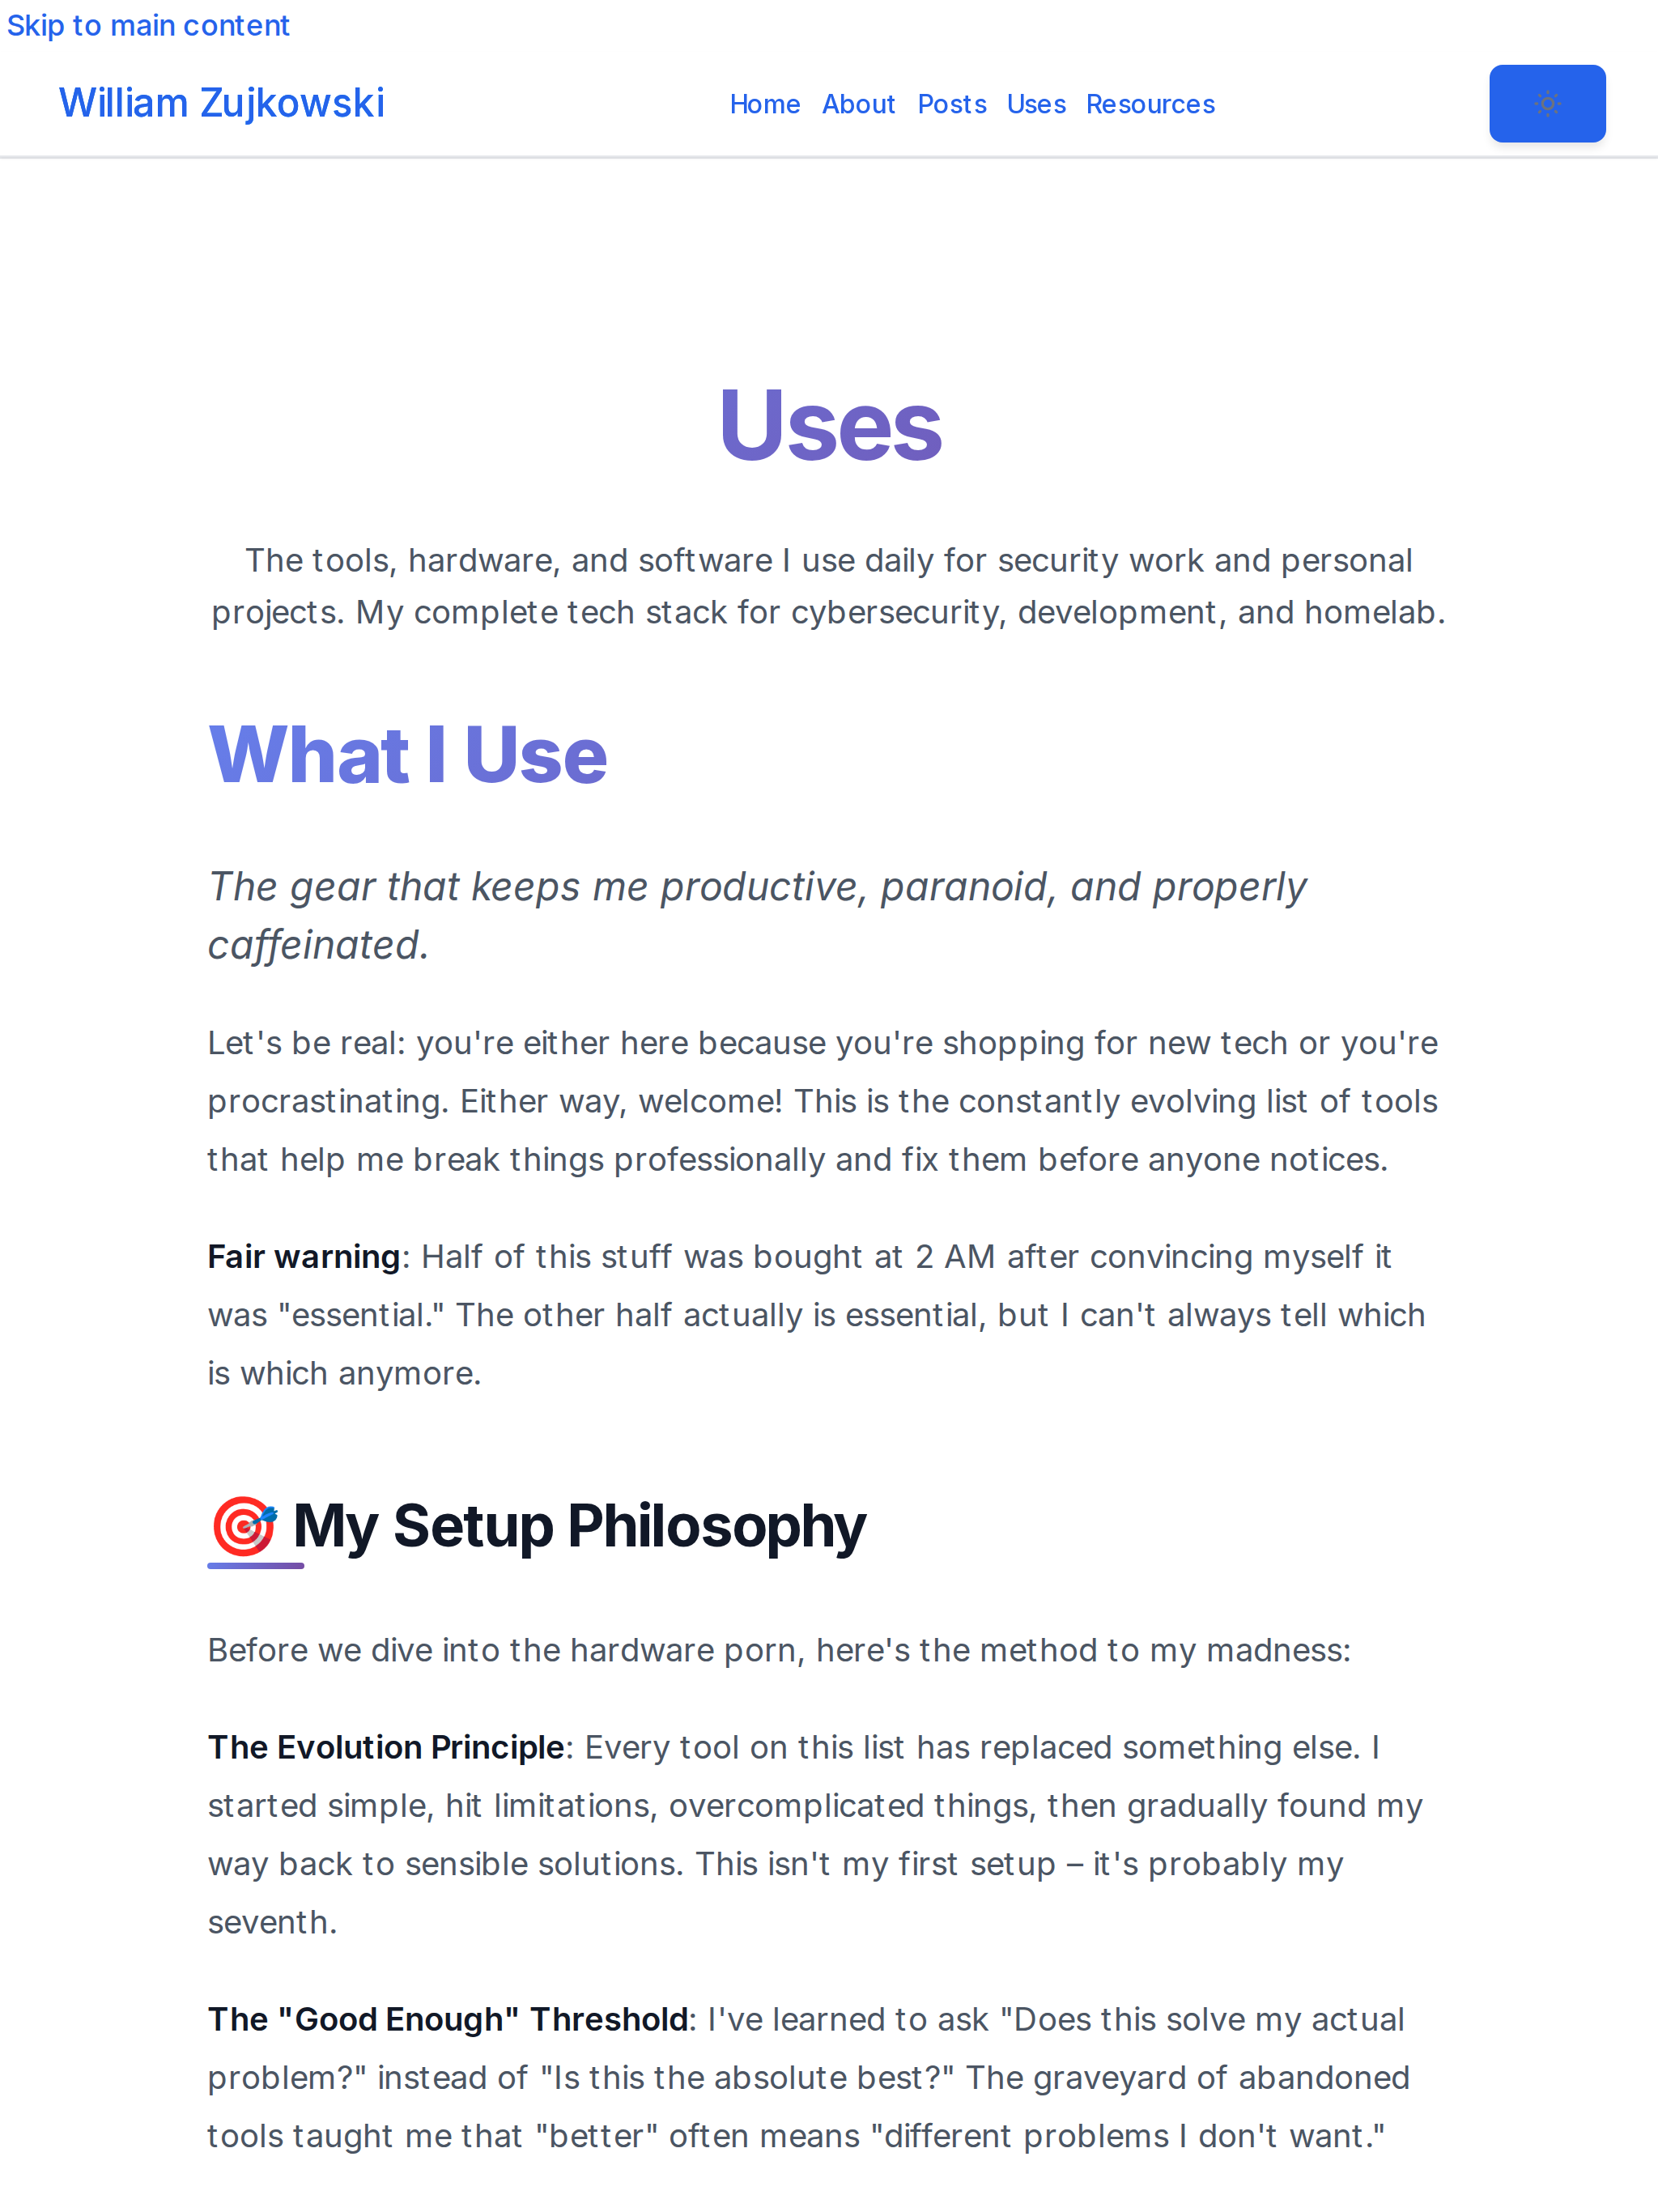 Skip to main content
William Zujkowski
Home About Posts Uses Resources
Uses
The tools, hardware, and software I use daily for security work and personal
projects. My complete tech stack for cybersecurity, development, and homelab.
What I Use
The gear that keeps me productive, paranoid, and properly
caffeinated.
Let's be real: you're either here because you're shopping for new tech or you're
procrastinating. Either way, welcome! This is the constantly evolving list of tools
that help me break things professionally and fix them before anyone notices.
Fair warning: Half of this stuff was bought at 2 AM after convincing myself it
was "essential." The other half actually is essential, but I can't always tell which
is which anymore.
🎯 My Setup Philosophy
Before we dive into the hardware porn, here's the method to my madness:
The Evolution Principle: Every tool on this list has replaced something else. I
started simple, hit limitations, overcomplicated things, then gradually found my
way back to sensible solutions. This isn't my first setup – it's probably my
seventh.
The "Good Enough" Threshold: I've learned to ask "Does this solve my actual
problem?" instead of "Is this the absolute best?" The graveyard of abandoned
tools taught me that "better" often means "different problems I don't want."